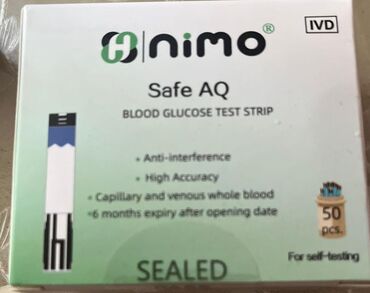 nimo®
IVD
Safe AQ
BLOOD GLUCOSE TEST STRIP
• Anti-interference
• High Accuracy
• Capillary and venous whole blood
•6 months expiry after opening date
50
pcs.
For self-testing
SEALED